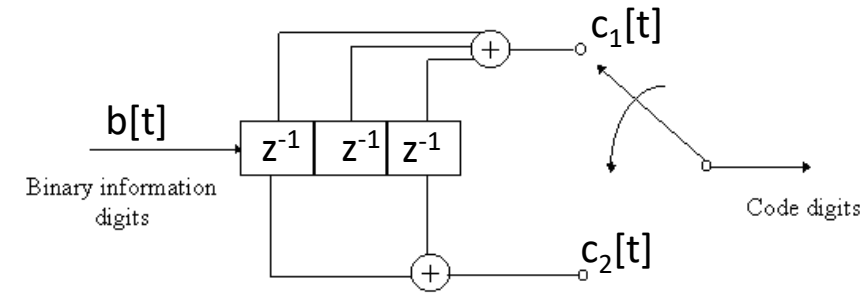 c₁[t]
+
b[t]
z⁻¹ z⁻¹ z⁻¹
Binary information
digits
Code digits
c₂[t]
+